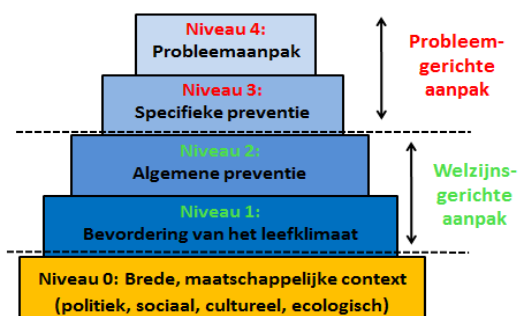 Niveau 4:
Probleemaanpak
Niveau 3:
Specifieke preventie
Niveau 2:
Algemene preventie
Niveau 1:
Bevordering van het leefklimaat
Niveau 0: Brede, maatschappelijke context
(politiek, sociaal, cultureel, ecologisch)
Probleem-
gerichte
aanpak
Welzijns-
gerichte
aanpak